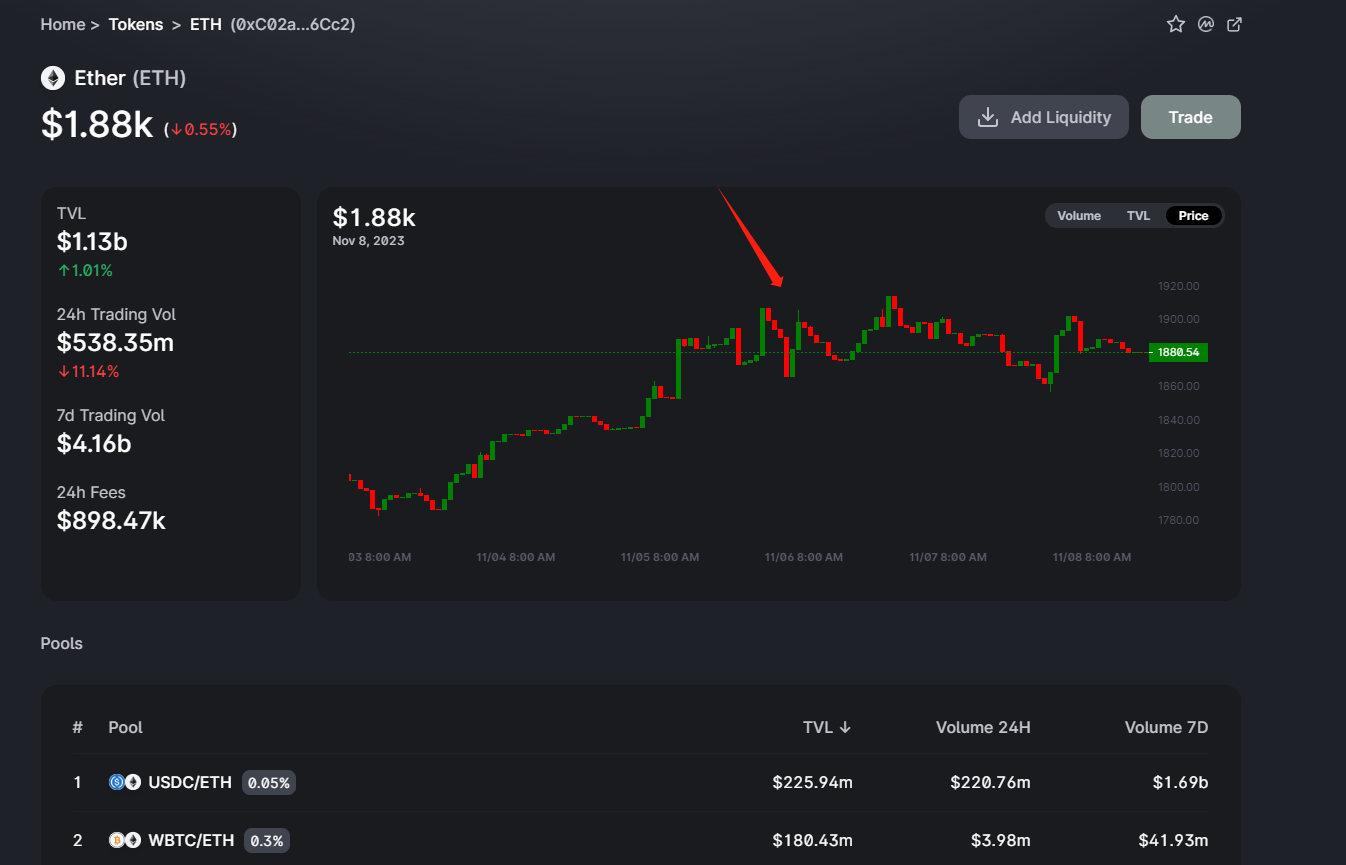 Home > Tokens > ETH (0xC02a...6Cc2)
Ether (ETH)
$1.88k (↓0.55%)
Add Liquidity
Trade
TVL
$1.13b
↑1.01%
24h Trading Vol
$538.35m
↓11.14%
7d Trading Vol
$4.16b
24h Fees
$898.47k
$1.88k
Nov 8, 2023
Volume TVL Price
1920.00
1900.00
1880.54
1860.00
1840.00
1820.00
1800.00
1780.00
03 8:00 AM 11/04 8:00 AM 11/05 8:00 AM 11/06 8:00 AM 11/07 8:00 AM 11/08 8:00 AM
Pools
# Pool TVL ↓ Volume 24H Volume 7D
1 USDC/ETH 0.05% $225.94m $220.76m $1.69b
2 WBTC/ETH 0.3% $180.43m $3.98m $41.93m